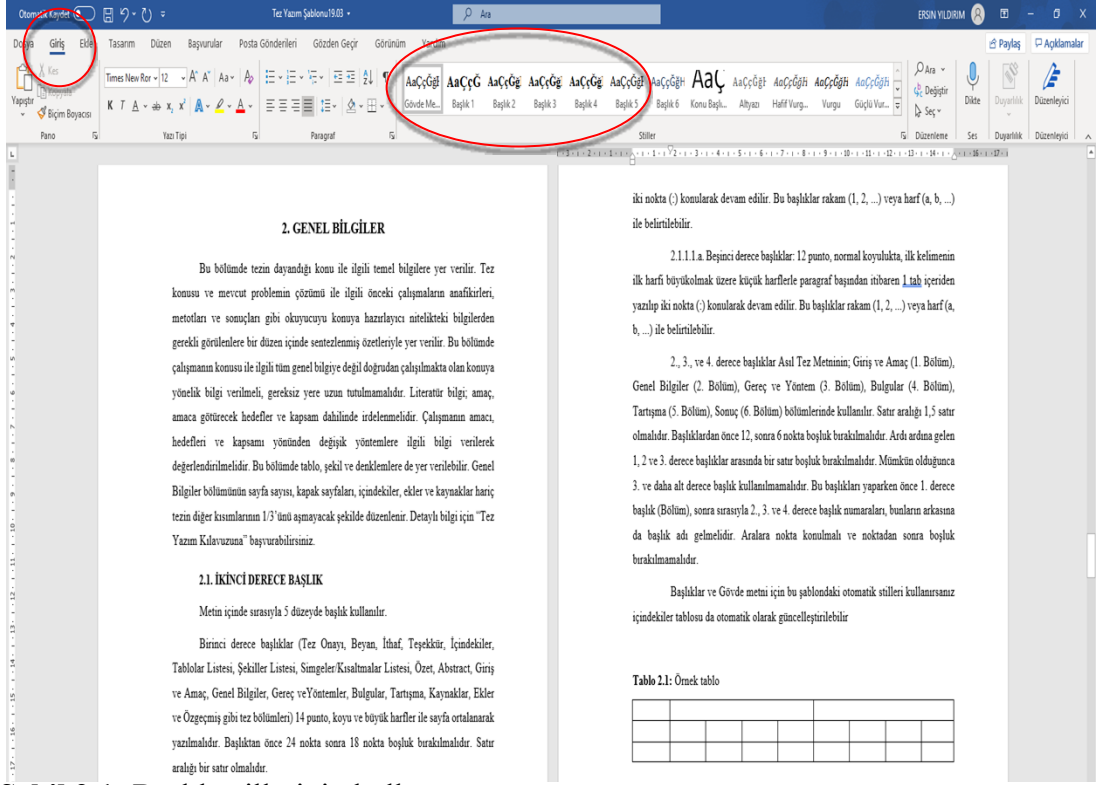 Otomatik Kaydet
Tez Yazım Şablonu19.03
Ara
ERSIN YILDIRIM
Dosya Giriş Ekle Tasarım Düzen Başvurular Posta Gönderileri Gözden Geçir Görünüm Yardım
Paylaş Açıklamalar
Yapıştır
Kes
Kopyala
Biçim Boyacısı
Times New Ror 12
K T A ab x₂ x²
AaÇçĞğI AaÇçĞ AaÇçĞğ AaÇçĞğ AaÇçĞğ AaÇçĞğI AaÇçĞğH AaÇ AaÇçĞğH AaÇçĞğH AaÇçĞğH AaÇçĞğH
Gövde Me... Başlık 1 Başlık 2 Başlık 3 Başlık 4 Başlık 5 Başlık 6 Konu Başlı... Altyazı Hafif Vurg... Vurgu Güçlü Vur...
Ara
Değiştir
Seç
Dikte
Duyarlılık
Düzenleyici
Pano Yazı Tipi Paragraf Stiller Düzenleme Ses Duyarlılık Düzenleyici
2. GENEL BİLGİLER
Bu bölümde tezin dayandığı konu ile ilgili temel bilgilere yer verilir. Tez
konusu ve mevcut problemin çözümü ile ilgili önceki çalışmaların anafikirleri,
metotları ve sonuçları gibi okuyucuyu konuya hazırlayıcı nitelikteki bilgilerden
gerekli görülenlere bir düzen içinde sentezlenmiş özetleriyle yer verilir. Bu bölümde
çalışmanın konusu ile ilgili tüm genel bilgiye değil doğrudan çalışılmakta olan konuya
yönelik bilgi verilmeli, gereksiz yere uzun tutulmamalıdır. Literatür bilgi; amaç,
amaca götürecek hedefler ve kapsam dahilinde irdelenmelidir. Çalışmanın amacı,
hedefleri ve kapsamı yönünden değişik yöntemlere ilgili bilgi verilerek
değerlendirilmelidir. Bu bölümde tablo, şekil ve denklemlere de yer verilebilir. Genel
Bilgiler bölümünün sayfa sayısı, kapak sayfaları, içindekiler, ekler ve kaynaklar hariç
tezin diğer kısımlarının 1/3’ünü aşmayacak şekilde düzenlenir. Detaylı bilgi için “Tez
Yazım Kılavuzuna” başvurabilirsiniz.
2.1. İKİNCİ DERECE BAŞLIK
Metin içinde sırasıyla 5 düzeyde başlık kullanılır.
Birinci derece başlıklar (Tez Onayı, Beyan, İthaf, Teşekkür, İçindekiler,
Tablolar Listesi, Şekiller Listesi, Simgeler/Kısaltmalar Listesi, Özet, Abstract, Giriş
ve Amaç, Genel Bilgiler, Gereç veYöntemler, Bulgular, Tartışma, Kaynaklar, Ekler
ve Özgeçmiş gibi tez bölümleri) 14 punto, koyu ve büyük harfler ile sayfa ortalanarak
yazılmalıdır. Başlıktan önce 24 nokta sonra 18 nokta boşluk bırakılmalıdır. Satır
aralığı bir satır olmalıdır.
iki nokta (:) konularak devam edilir. Bu başlıklar rakam (1, 2, ...) veya harf (a, b, ...)
ile belirtilebilir.
2.1.1.1.a. Beşinci derece başlıklar: 12 punto, normal koyulukta, ilk kelimenin
ilk harfi büyükolmak üzere küçük harflerle paragraf başından itibaren 1 tab içeriden
yazılıp iki nokta (:) konularak devam edilir. Bu başlıklar rakam (1, 2, ...) veya harf (a,
b, ...) ile belirtilebilir.
2., 3., ve 4. derece başlıklar Asıl Tez Metninin; Giriş ve Amaç (1. Bölüm),
Genel Bilgiler (2. Bölüm), Gereç ve Yöntem (3. Bölüm), Bulgular (4. Bölüm),
Tartışma (5. Bölüm), Sonuç (6. Bölüm) bölümlerinde kullanılır. Satır aralığı 1,5 satır
olmalıdır. Başlıklardan önce 12, sonra 6 nokta boşluk bırakılmalıdır. Ardı ardına gelen
1, 2 ve 3. derece başlıklar arasında bir satır boşluk bırakılmalıdır. Mümkün olduğunca
3. ve daha alt derece başlık kullanılmamalıdır. Bu başlıkları yaparken önce 1. derece
başlık (Bölüm), sonra sırasıyla 2., 3. ve 4. derece başlık numaraları, bunların arkasına
da başlık adı gelmelidir. Aralara nokta konulmalı ve noktadan sonra boşluk
bırakılmamalıdır.
Başlıklar ve Gövde metni için bu şablondaki otomatik stilleri kullanırsanız
içindekiler tablosu da otomatik olarak güncelleştirilebilir
Tablo 2.1: Örnek tablo